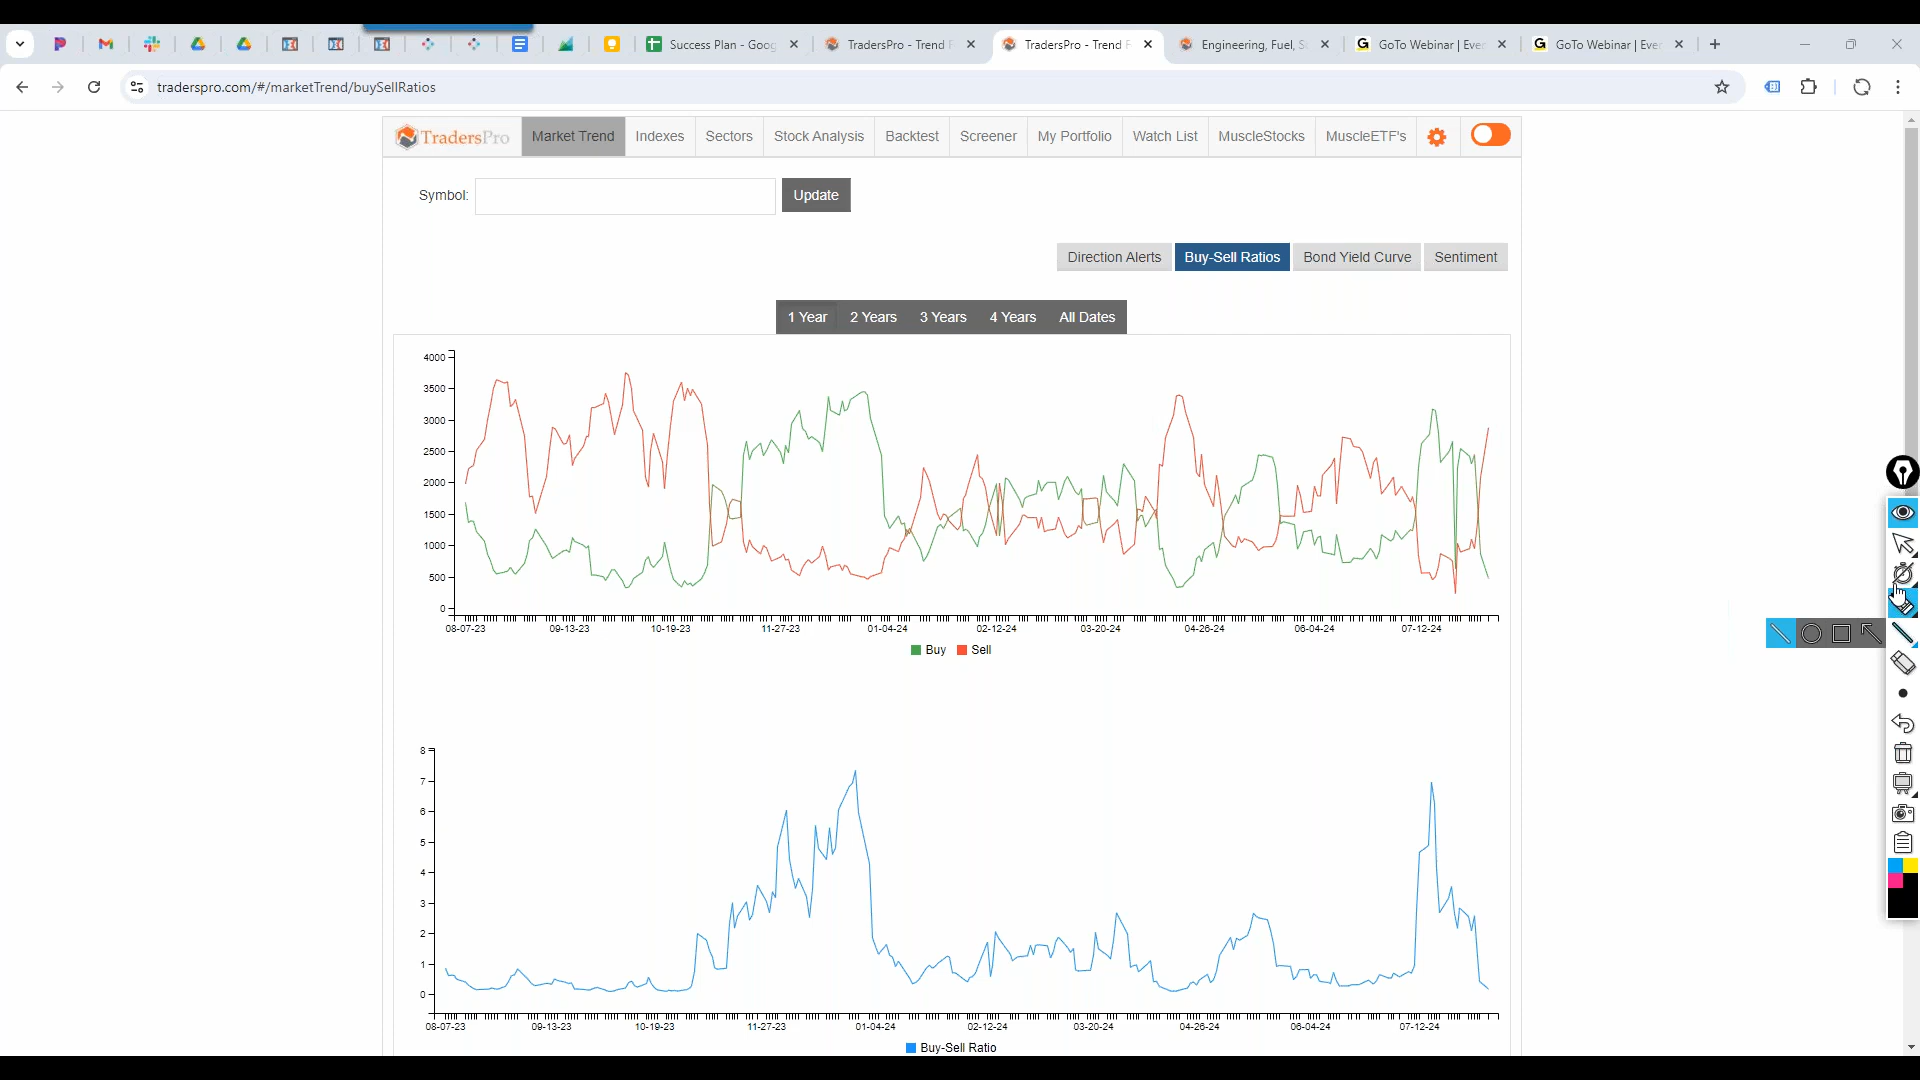 Success Plan - Goog
TradersPro - Trend F
TradersPro - Trend F
Engineering, Fuel, S
GoTo Webinar | Eve
GoTo Webinar | Eve
traderspro.com/#/marketTrend/buySellRatios
TradersPro Market Trend Indexes Sectors Stock Analysis Backtest Screener My Portfolio Watch List MuscleStocks MuscleETF's
Symbol: Update
Direction Alerts Buy-Sell Ratios Bond Yield Curve Sentiment
1 Year 2 Years 3 Years 4 Years All Dates
4000
3500
3000
2500
2000
1500
1000
500
0
08-07-23 09-13-23 10-19-23 11-27-23 01-04-24 02-12-24 03-20-24 04-26-24 06-04-24 07-12-24
Buy Sell
8
7
6
5
4
3
2
1
0
08-07-23 09-13-23 10-19-23 11-27-23 01-04-24 02-12-24 03-20-24 04-26-24 06-04-24 07-12-24
Buy-Sell Ratio